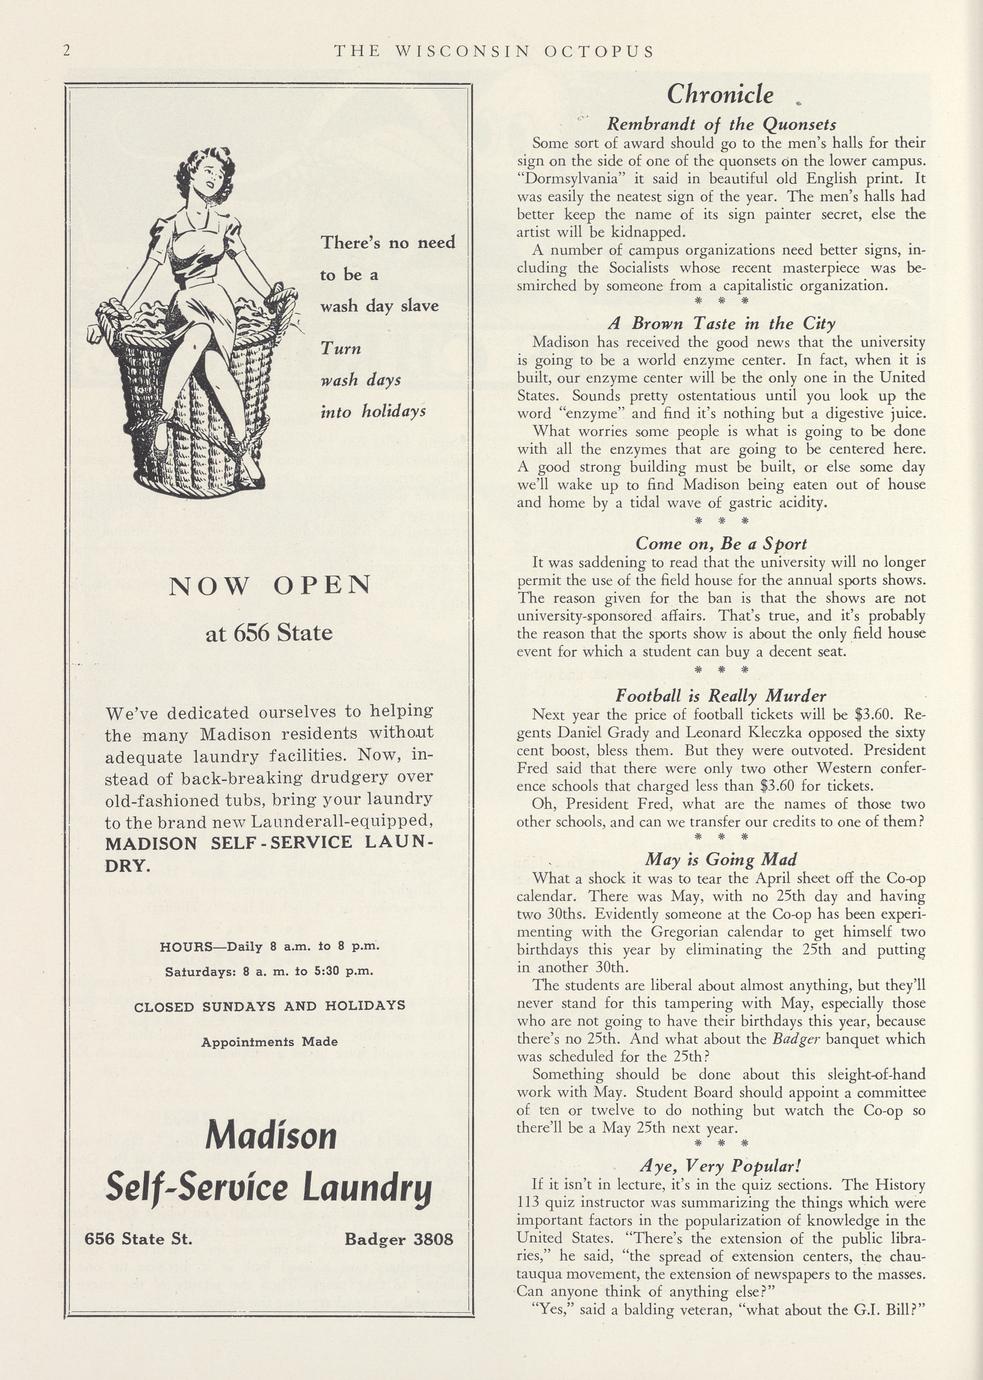 2
THE WISCONSIN OCTOPUS
There's no need
to be a
wash day slave
Turn
wash days
into holidays
NOW OPEN
at 656 State
We've dedicated ourselves to helping
the many Madison residents without
adequate laundry facilities. Now, in-
stead of back-breaking drudgery over
old-fashioned tubs, bring your laundry
to the brand new Launderall-equipped,
MADISON SELF-SERVICE LAUN-
DRY.
HOURS—Daily 8 a.m. to 8 p.m.
Saturdays: 8 a. m. to 5:30 p.m.
CLOSED SUNDAYS AND HOLIDAYS
Appointments Made
Madison
Self-Service Laundry
656 State St. Badger 3808
Chronicle
Rembrandt of the Quonsets
Some sort of award should go to the men's halls for their
sign on the side of one of the quonsets on the lower campus.
"Dormsylvania" it said in beautiful old English print. It
was easily the neatest sign of the year. The men's halls had
better keep the name of its sign painter secret, else the
artist will be kidnapped.
A number of campus organizations need better signs, in-
cluding the Socialists whose recent masterpiece was be-
smirched by someone from a capitalistic organization.
* * *
A Brown Taste in the City
Madison has received the good news that the university
is going to be a world enzyme center. In fact, when it is
built, our enzyme center will be the only one in the United
States. Sounds pretty ostentatious until you look up the
word "enzyme" and find it's nothing but a digestive juice.
What worries some people is what is going to be done
with all the enzymes that are going to be centered here.
A good strong building must be built, or else some day
we'll wake up to find Madison being eaten out of house
and home by a tidal wave of gastric acidity.
* * *
Come on, Be a Sport
It was saddening to read that the university will no longer
permit the use of the field house for the annual sports shows.
The reason given for the ban is that the shows are not
university-sponsored affairs. That's true, and it's probably
the reason that the sports show is about the only field house
event for which a student can buy a decent seat.
* * *
Football is Really Murder
Next year the price of football tickets will be $3.60. Re-
gents Daniel Grady and Leonard Kleczka opposed the sixty
cent boost, bless them. But they were outvoted. President
Fred said that there were only two other Western confer-
ence schools that charged less than $3.60 for tickets.
Oh, President Fred, what are the names of those two
other schools, and can we transfer our credits to one of them?
* * *
May is Going Mad
What a shock it was to tear the April sheet off the Co-op
calendar. There was May, with no 25th day and having
two 30ths. Evidently someone at the Co-op has been experi-
menting with the Gregorian calendar to get himself two
birthdays this year by eliminating the 25th and putting
in another 30th.
The students are liberal about almost anything, but they'll
never stand for this tampering with May, especially those
who are not going to have their birthdays this year, because
there's no 25th. And what about the Badger banquet which
was scheduled for the 25th?
Something should be done about this sleight-of-hand
work with May. Student Board should appoint a committee
of ten or twelve to do nothing but watch the Co-op so
there'll be a May 25th next year.
* * *
Aye, Very Popular!
If it isn't in lecture, it's in the quiz sections. The History
113 quiz instructor was summarizing the things which were
important factors in the popularization of knowledge in the
United States. "There's the extension of the public libra-
ries," he said, "the spread of extension centers, the chau-
tauqua movement, the extension of newspapers to the masses.
Can anyone think of anything else?"
"Yes," said a balding veteran, "what about the G.I. Bill?"